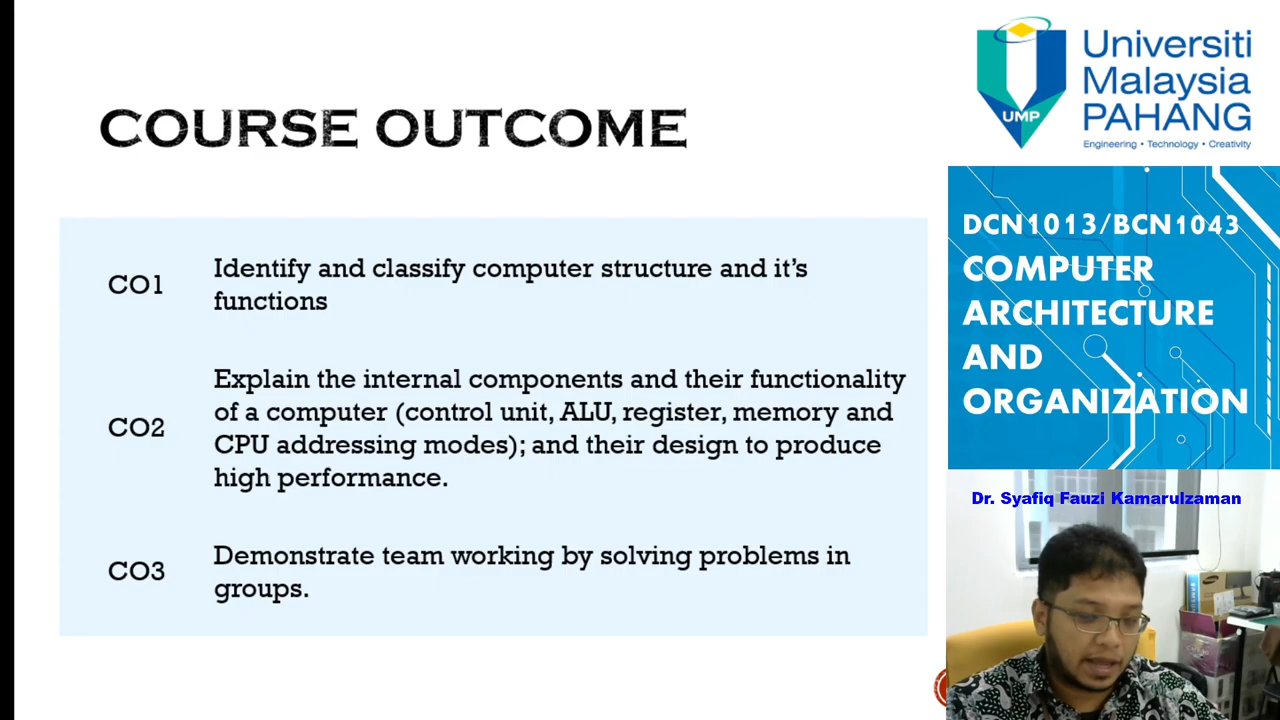 COURSE OUTCOME
CO1
Identify and classify computer structure and it's
functions
CO2
Explain the internal components and their functionality
of a computer (control unit, ALU, register, memory and
CPU addressing modes); and their design to produce
high performance.
CO3
Demonstrate team working by solving problems in
groups.
UMP
Universiti
Malaysia
PAHANG
Engineering • Technology • Creativity
DCN1013/BCN1043
COMPUTER
ARCHITECTURE
AND
ORGANIZATION
Dr. Syafiq Fauzi Kamarulzaman